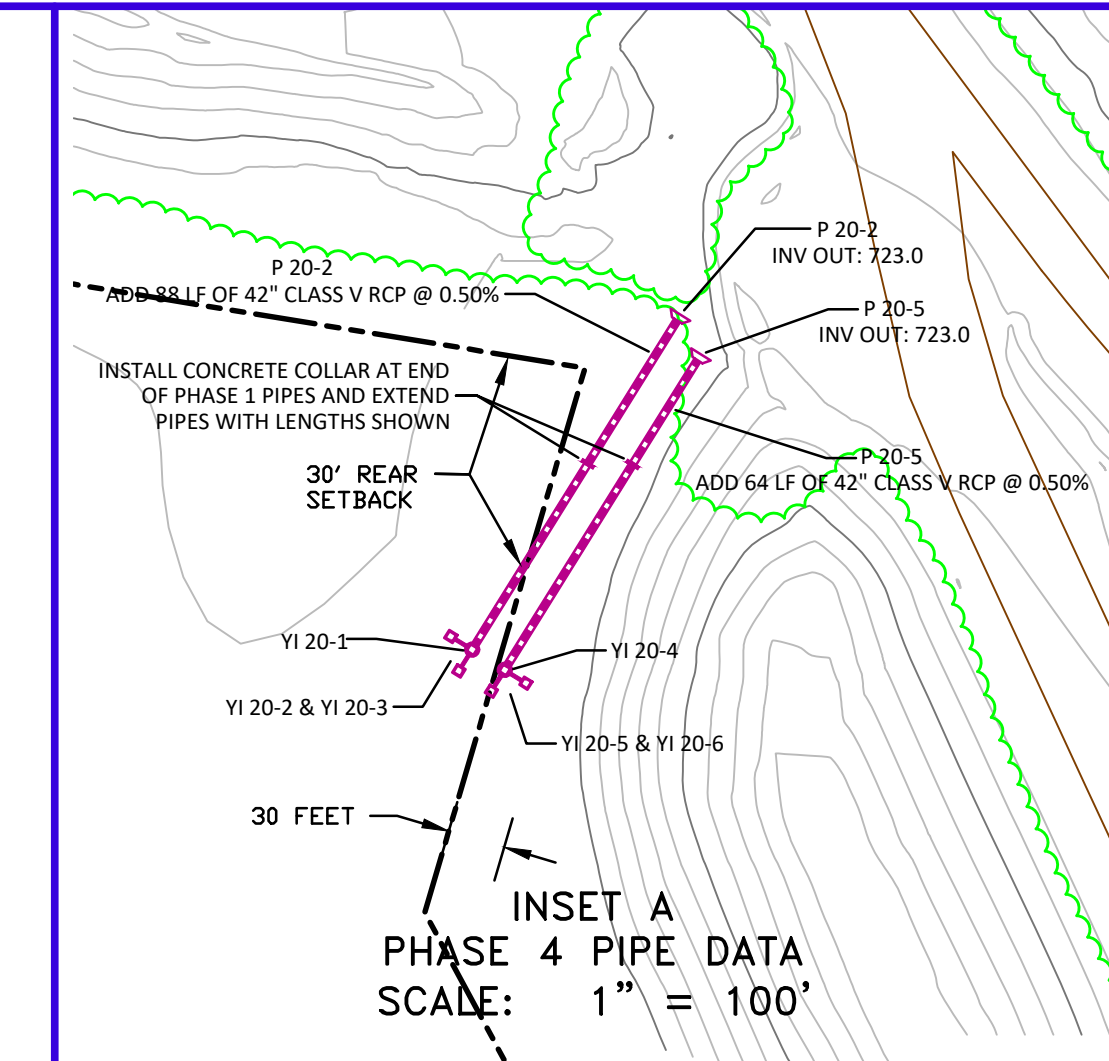 P 20-2
INV OUT: 723.0
P 20-2
ADD 88 LF OF 42" CLASS V RCP @ 0.50%
P 20-5
INV OUT: 723.0
INSTALL CONCRETE COLLAR AT END
OF PHASE 1 PIPES AND EXTEND
PIPES WITH LENGTHS SHOWN
P 20-5
ADD 64 LF OF 42" CLASS V RCP @ 0.50%
30' REAR
SETBACK
YI 20-1
YI 20-4
YI 20-2 & YI 20-3
YI 20-5 & YI 20-6
30 FEET
INSET A
PHASE 4 PIPE DATA
SCALE: 1” = 100'